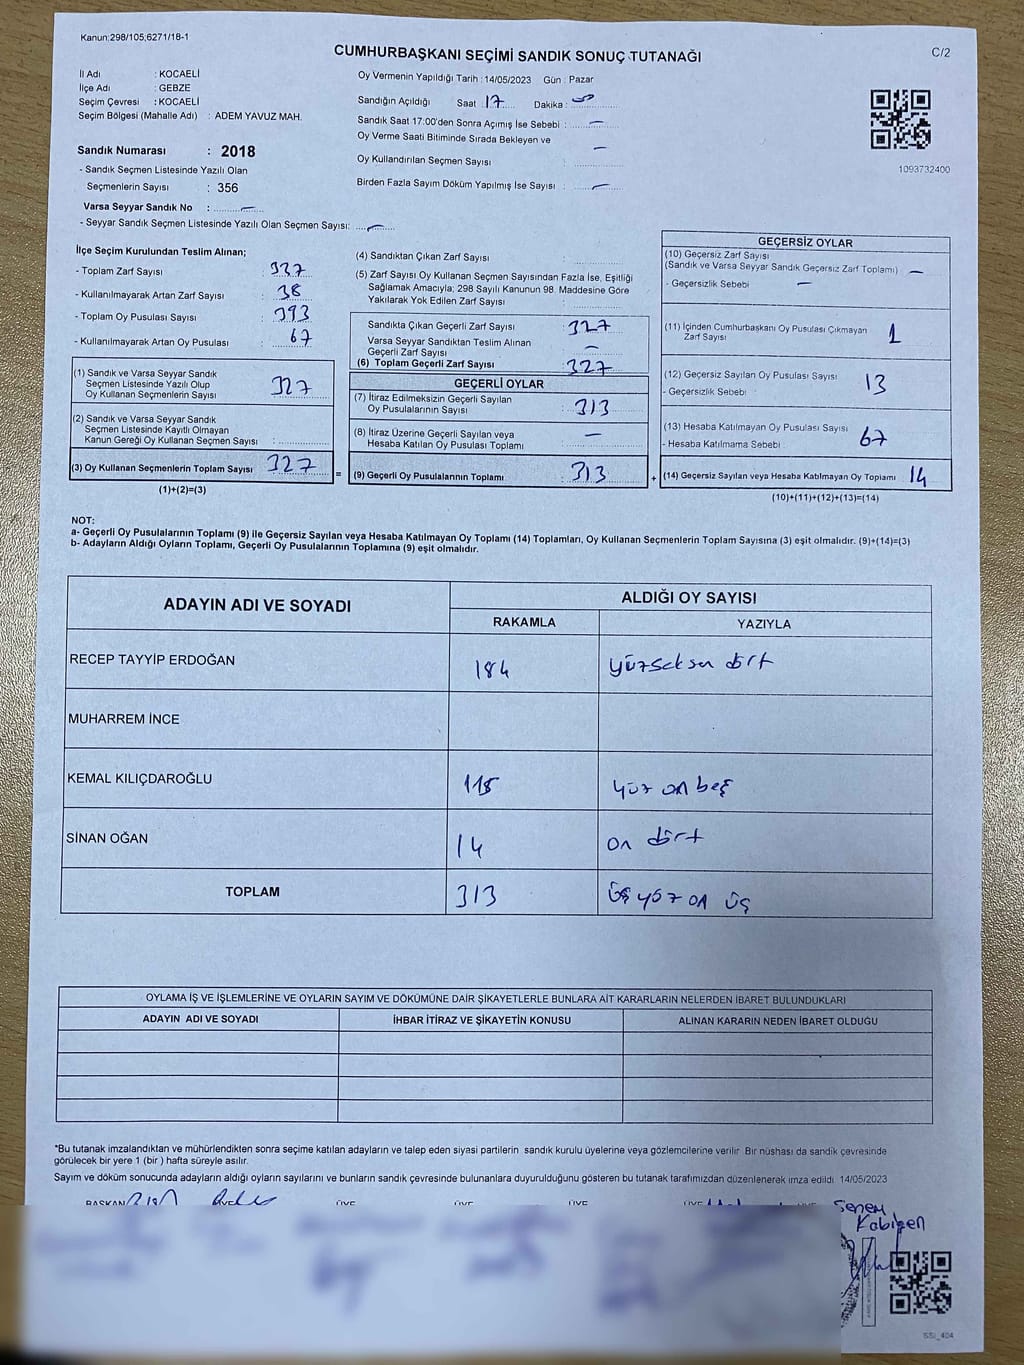 Kanun:298/105,6271/18-1
CUMHURBAŞKANI SEÇİMİ SANDIK SONUÇ TUTANAĞI
C/2
İl Adı : KOCAELİ
İlçe Adı : GEBZE
Seçim Çevresi : KOCAELİ
Seçim Bölgesi (Mahalle Adı) : ADEM YAVUZ MAH.
Sandık Numarası : 2018
- Sandık Seçmen Listesinde Yazılı Olan
Seçmenlerin Sayısı : 356
Varsa Seyyar Sandık No : —
- Seyyar Sandık Seçmen Listesinde Yazılı Olan Seçmen Sayısı: —
Oy Vermenin Yapıldığı Tarih : 14/05/2023 Gün : Pazar
Sandığın Açıldığı Saat 17 Dakika :
Sandık Saat 17:00'den Sonra Açımış İse Sebebi : —
Oy Verme Saati Bitiminde Sırada Bekleyen ve —
Oy Kullandırılan Seçmen Sayısı :
Birden Fazla Sayım Döküm Yapılmış İse Sayısı : —
1093732400
İlçe Seçim Kurulundan Teslim Alınan;
- Toplam Zarf Sayısı : 337
- Kullanılmayarak Artan Zarf Sayısı : 38
- Toplam Oy Pusulası Sayısı : 393
- Kullanılmayarak Artan Oy Pusulası : 67
(1) Sandık ve Varsa Seyyar Sandık
Seçmen Listesinde Yazılı Olup
Oy Kullanan Seçmenlerin Sayısı : 327
(2) Sandık ve Varsa Seyyar Sandık
Seçmen Listesinde Kayıtlı Olmayan
Kanun Gereği Oy Kullanan Seçmen Sayısı :
(3) Oy Kullanan Seçmenlerin Toplam Sayısı : 327 =
(1)+(2)=(3)
(4) Sandıktan Çıkan Zarf Sayısı :
(5) Zarf Sayısı Oy Kullanan Seçmen Sayısından Fazla İse, Eşitliği
Sağlamak Amacıyla; 298 Sayılı Kanunun 98. Maddesine Göre
Yakılarak Yok Edilen Zarf Sayısı :
Sandıkta Çıkan Geçerli Zarf Sayısı : 327
Varsa Seyyar Sandıktan Teslim Alınan
Geçerli Zarf Sayısı : —
(6) Toplam Geçerli Zarf Sayısı : 327
GEÇERLİ OYLAR
(7) İtiraz Edilmeksizin Geçerli Sayılan
Oy Pusulalarının Sayısı : 313
(8) İtiraz Üzerine Geçerli Sayılan veya
Hesaba Katılan Oy Pusulası Toplamı : —
(9) Geçerli Oy Pusulalarının Toplamı : 313 +
GEÇERSİZ OYLAR
(10) Geçersiz Zarf Sayısı
(Sandık ve Varsa Seyyar Sandık Geçersiz Zarf Toplamı) —
- Geçersizlik Sebebi —
(11) İçinden Cumhurbaşkanı Oy Pusulası Çıkmayan
Zarf Sayısı 1
(12) Geçersiz Sayılan Oy Pusulası Sayısı : 13
- Geçersizlik Sebebi
(13) Hesaba Katılmayan Oy Pusulası Sayısı 67
- Hesaba Katılmama Sebebi
(14) Geçersiz Sayılan veya Hesaba Katılmayan Oy Toplamı 14
(10)+(11)+(12)+(13)=(14)
NOT:
a- Geçerli Oy Pusulalarının Toplamı (9) ile Geçersiz Sayılan veya Hesaba Katılmayan Oy Toplamı (14) Toplamları, Oy Kullanan Seçmenlerin Toplam Sayısına (3) eşit olmalıdır. (9)+(14)=(3)
b- Adayların Aldığı Oyların Toplamı, Geçerli Oy Pusulalarının Toplamına (9) eşit olmalıdır.
ADAYIN ADI VE SOYADI ALDIĞI OY SAYISI
RAKAMLA YAZIYLA
RECEP TAYYİP ERDOĞAN 184 yüzseksen dört
MUHARREM İNCE
KEMAL KILIÇDAROĞLU 115 yüz on beş
SİNAN OĞAN 14 on dört
TOPLAM 313 üçyüz on üç
OYLAMA İŞ VE İŞLEMLERİNE VE OYLARIN SAYIM VE DÖKÜMÜNE DAİR ŞİKAYETLERLE BUNLARA AİT KARARLARIN NELERDEN İBARET BULUNDUKLARI
ADAYIN ADI VE SOYADI İHBAR İTİRAZ VE ŞİKAYETİN KONUSU ALINAN KARARIN NEDEN İBARET OLDUĞU
*Bu tutanak imzalandıktan ve mühürlendikten sonra seçime katılan adayların ve talep eden siyasi partilerin sandık kurulu üyelerine veya gözlemcilerine verilir Bir nüshası da sandık çevresinde
görülecek bir yere 1 (bir ) hafta süreyle asılır.
Sayım ve döküm sonucunda adayların aldığı oyların sayılarını ve bunların sandık çevresinde bulunanlara duyurulduğunu gösteren bu tutanak tarafımızdan düzenlenerek imza edildi 14/05/2023
BAŞKAN ÜYE ÜYE ÜYE ÜYE ÜYE ÜYE
Senem
SSI_404